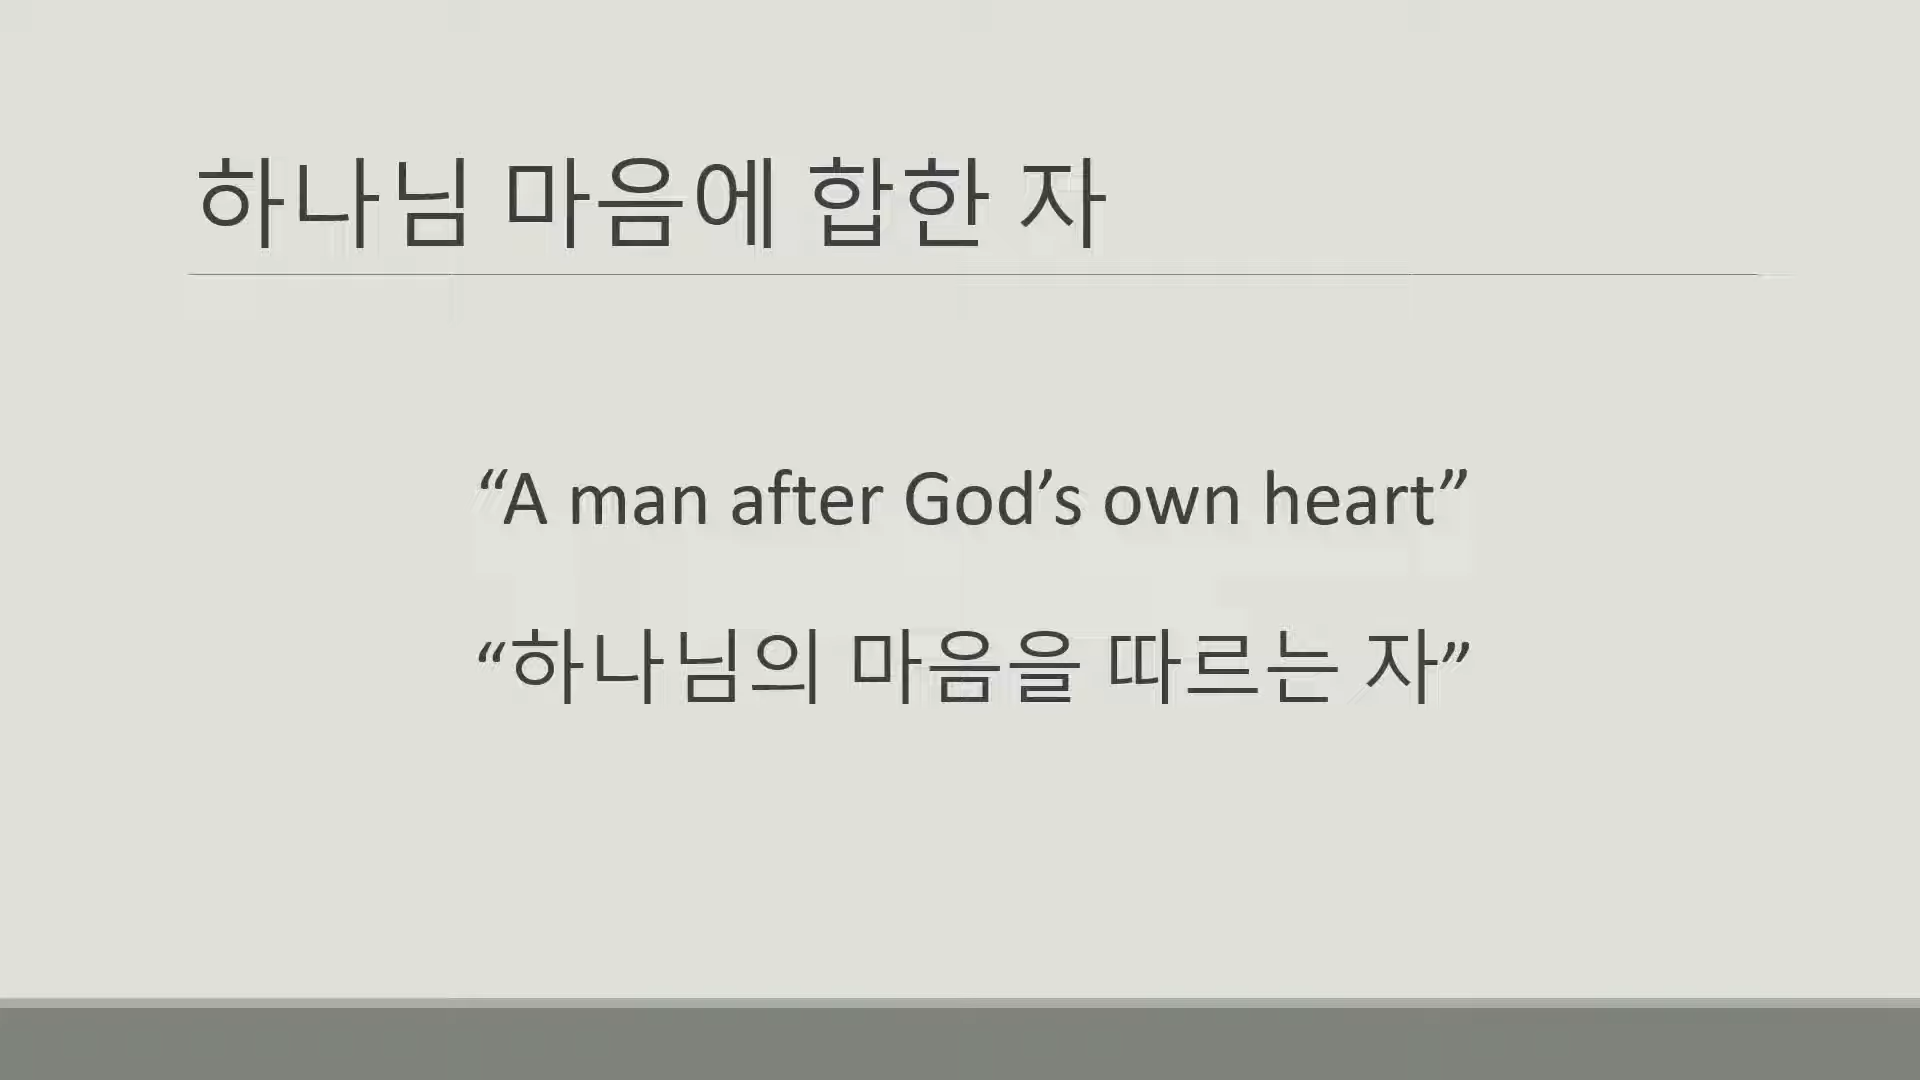 하나님 마음에 합한 자
“A man after God’s own heart”
“하나님의 마음을 따르는 자”